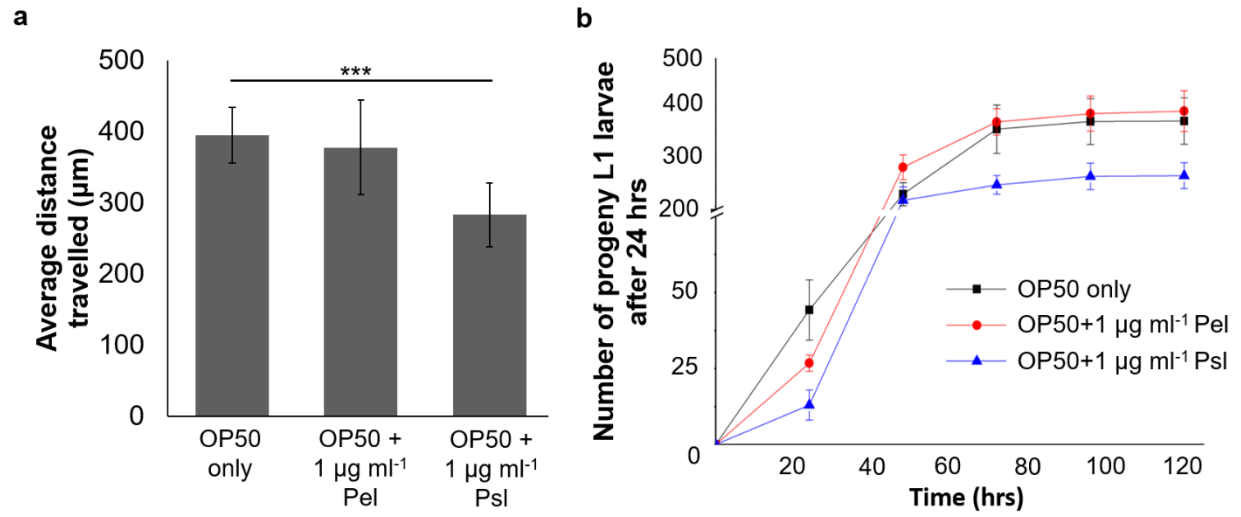 a
500
400
300
200
100
0
Average distance
travelled (µm)
***
OP50
only
OP50 +
1 µg ml⁻¹
Pel
OP50 +
1 µg ml⁻¹
Psl
b
500
400
300
200
50
25
0
Number of progeny L1 larvae
after 24 hrs
OP50 only
OP50+1 µg ml⁻¹ Pel
OP50+1 µg ml⁻¹ Psl
20 40 60 80 100 120
Time (hrs)